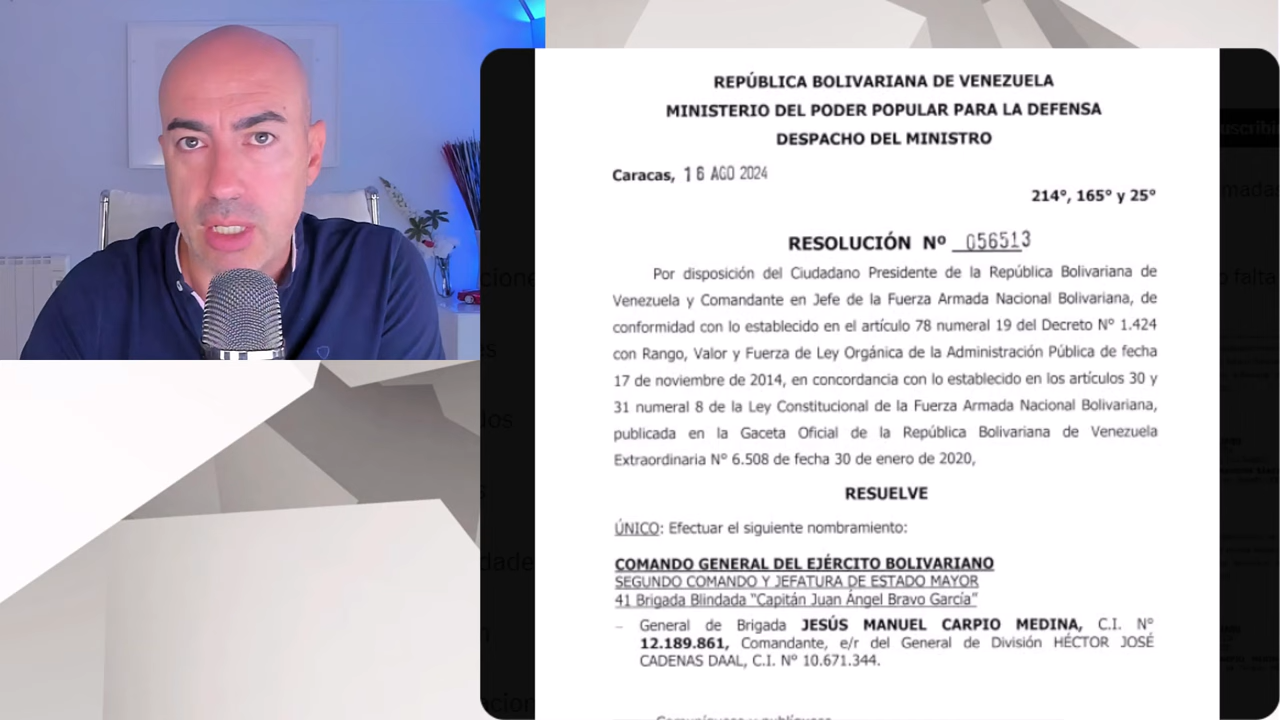 REPÚBLICA BOLIVARIANA DE VENEZUELA
MINISTERIO DEL PODER POPULAR PARA LA DEFENSA
DESPACHO DEL MINISTRO
Caracas, 16 AGO 2024
214°, 165° y 25°
RESOLUCIÓN Nº 056513
Por disposición del Ciudadano Presidente de la República Bolivariana de
Venezuela y Comandante en Jefe de la Fuerza Armada Nacional Bolivariana, de
conformidad con lo establecido en el artículo 78 numeral 19 del Decreto Nº 1.424
con Rango, Valor y Fuerza de Ley Orgánica de la Administración Pública de fecha
17 de noviembre de 2014, en concordancia con lo establecido en los artículos 30 y
31 numeral 8 de la Ley Constitucional de la Fuerza Armada Nacional Bolivariana,
publicada en la Gaceta Oficial de la República Bolivariana de Venezuela
Extraordinaria Nº 6.508 de fecha 30 de enero de 2020,
RESUELVE
ÚNICO: Efectuar el siguiente nombramiento:
COMANDO GENERAL DEL EJÉRCITO BOLIVARIANO
SEGUNDO COMANDO Y JEFATURA DE ESTADO MAYOR
41 Brigada Blindada "Capitán Juan Ángel Bravo García"
– General de Brigada JESÚS MANUEL CARPIO MEDINA, C.I. Nº
12.189.861, Comandante, e/r del General de División HÉCTOR JOSÉ
CADENAS DAAL, C.I. Nº 10.671.344.